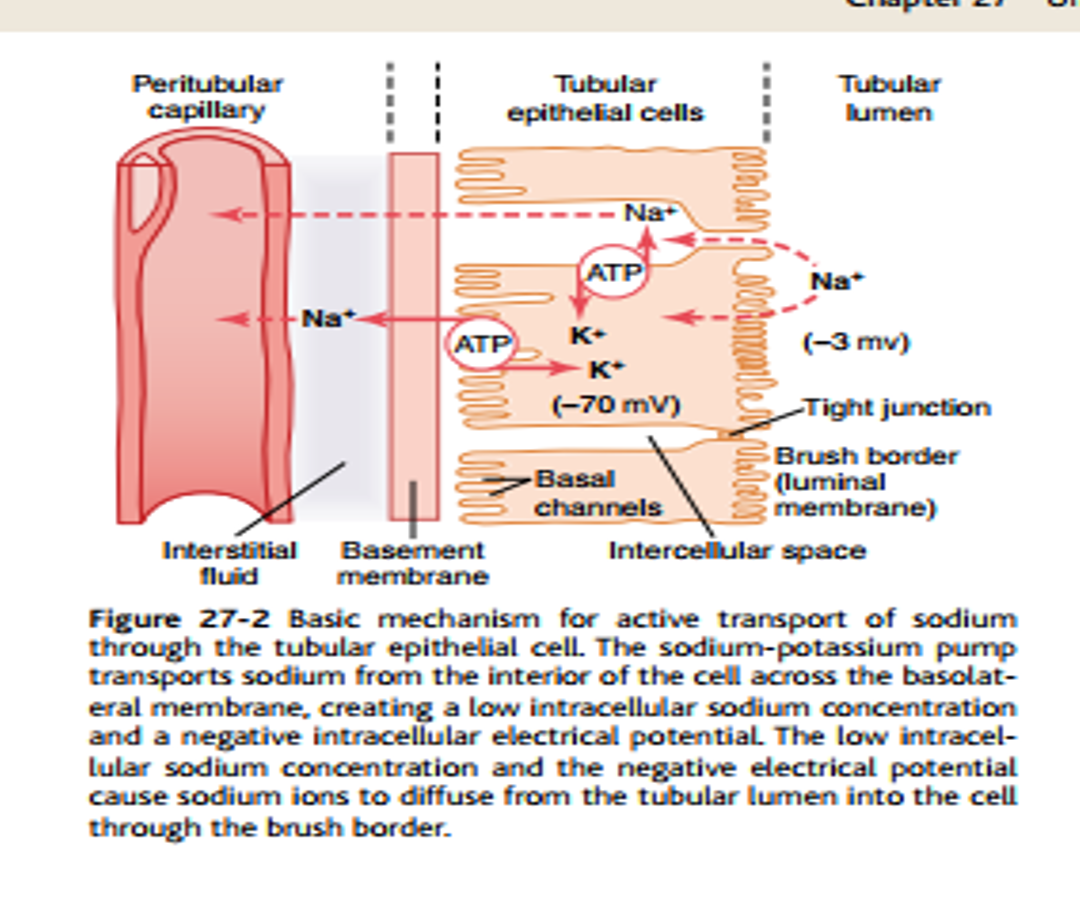 Chapter 27
Peritubular
capillary
Tubular
epithelial cells
Tubular
lumen
Na+
ATP
Na+
Na+
K+
ATP
(–3 mv)
K+
(–70 mV)
Tight junction
Brush border
(luminal
membrane)
Basal
channels
Interstitial
fluid
Basement
membrane
Intercellular space
Figure 27-2 Basic mechanism for active transport of sodium
through the tubular epithelial cell. The sodium-potassium pump
transports sodium from the interior of the cell across the basolat-
eral membrane, creating a low intracellular sodium concentration
and a negative intracellular electrical potential. The low intracel-
lular sodium concentration and the negative electrical potential
cause sodium ions to diffuse from the tubular lumen into the cell
through the brush border.